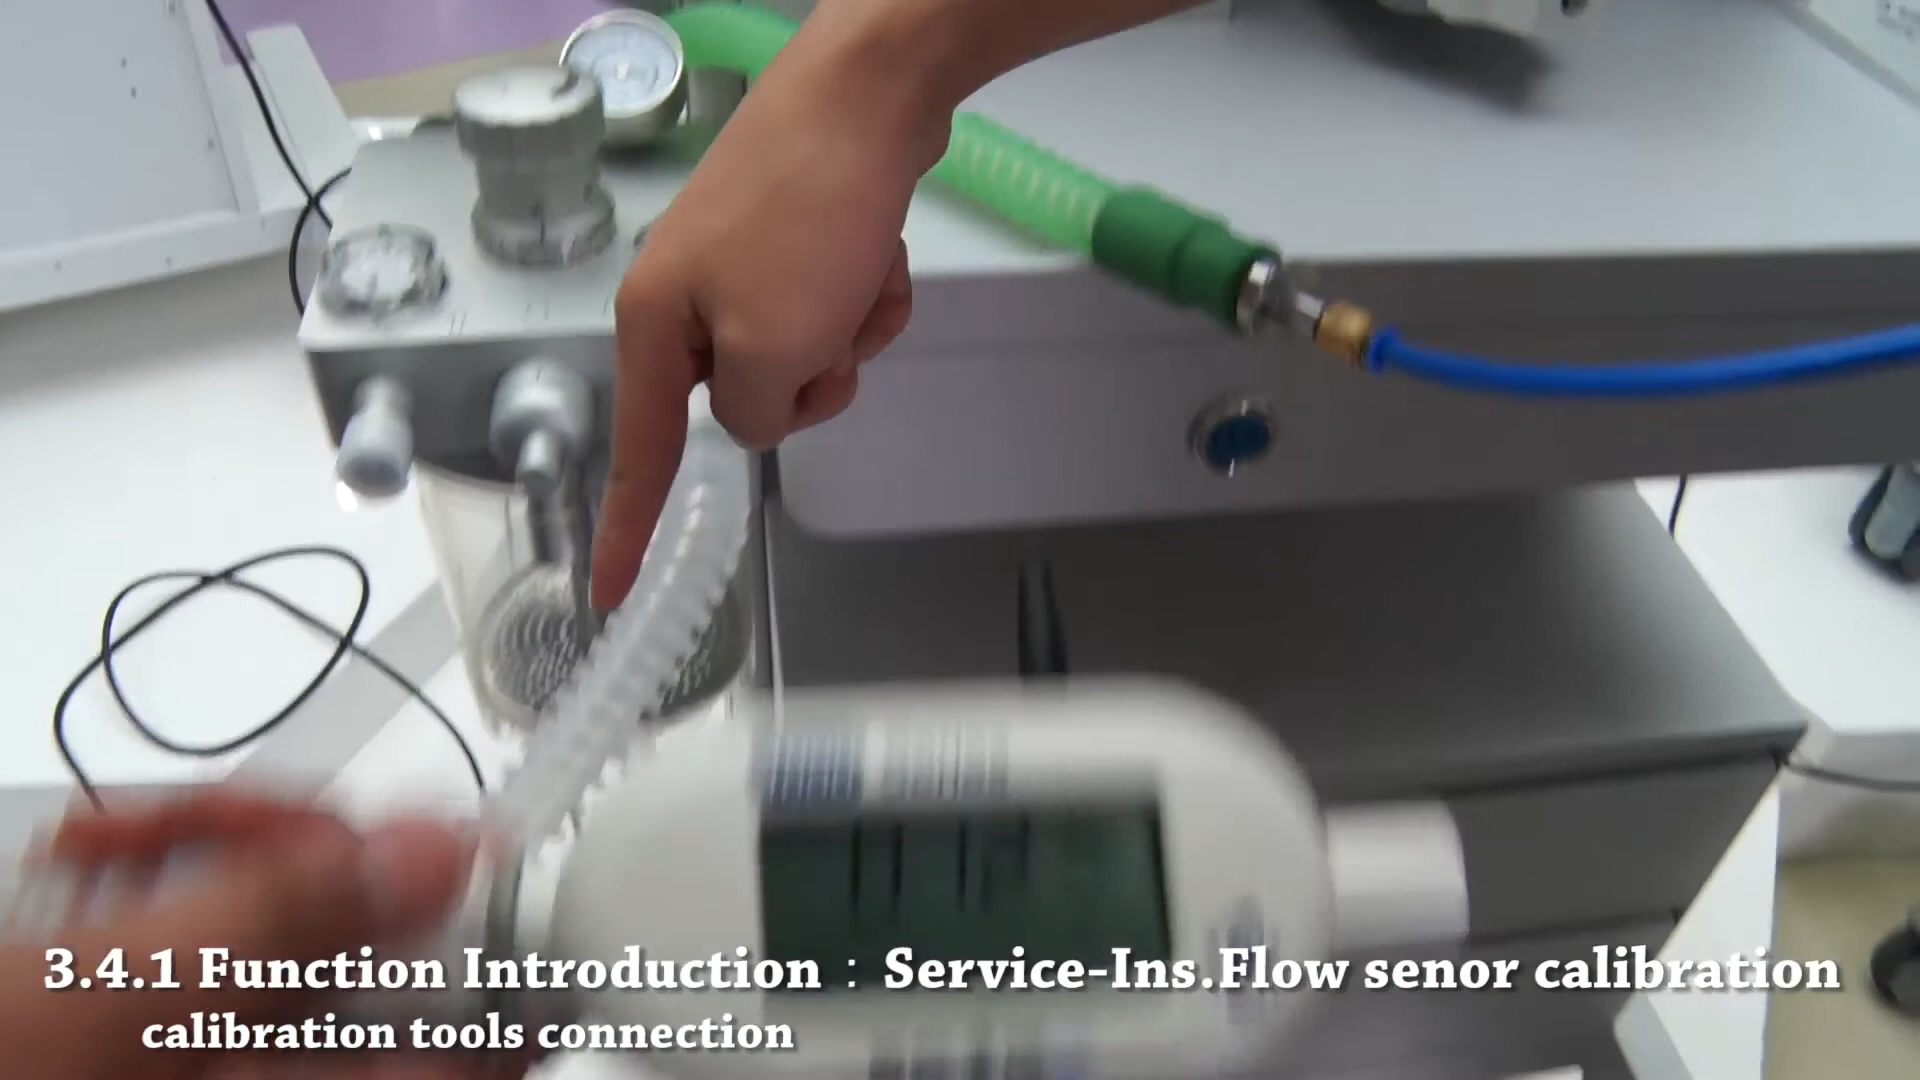 3.4.1 Function Introduction：Service-Ins.Flow senor calibration
calibration tools connection